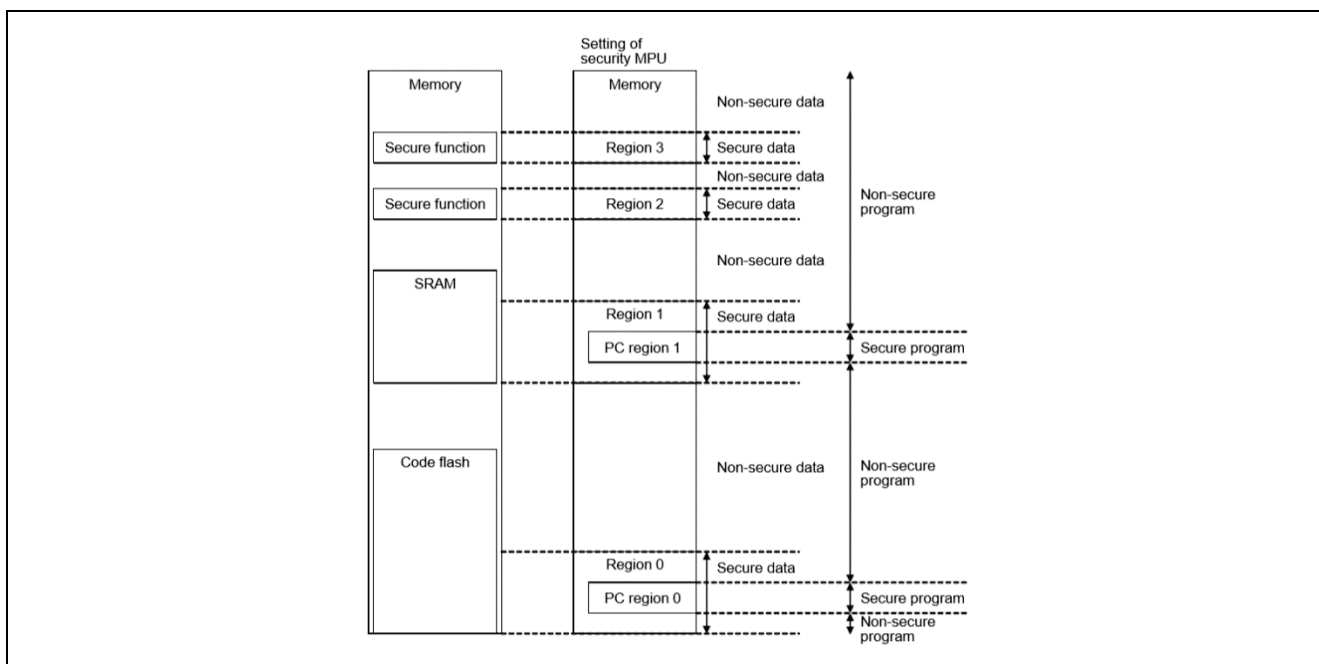 Setting of
security MPU
Memory
Memory
Non-secure data
Secure function
Region 3
Secure data
Non-secure data
Secure function
Region 2
Secure data
Non-secure
program
Non-secure data
SRAM
Region 1
Secure data
PC region 1
Secure program
Code flash
Non-secure data
Non-secure
program
Region 0
Secure data
PC region 0
Secure program
Non-secure
program